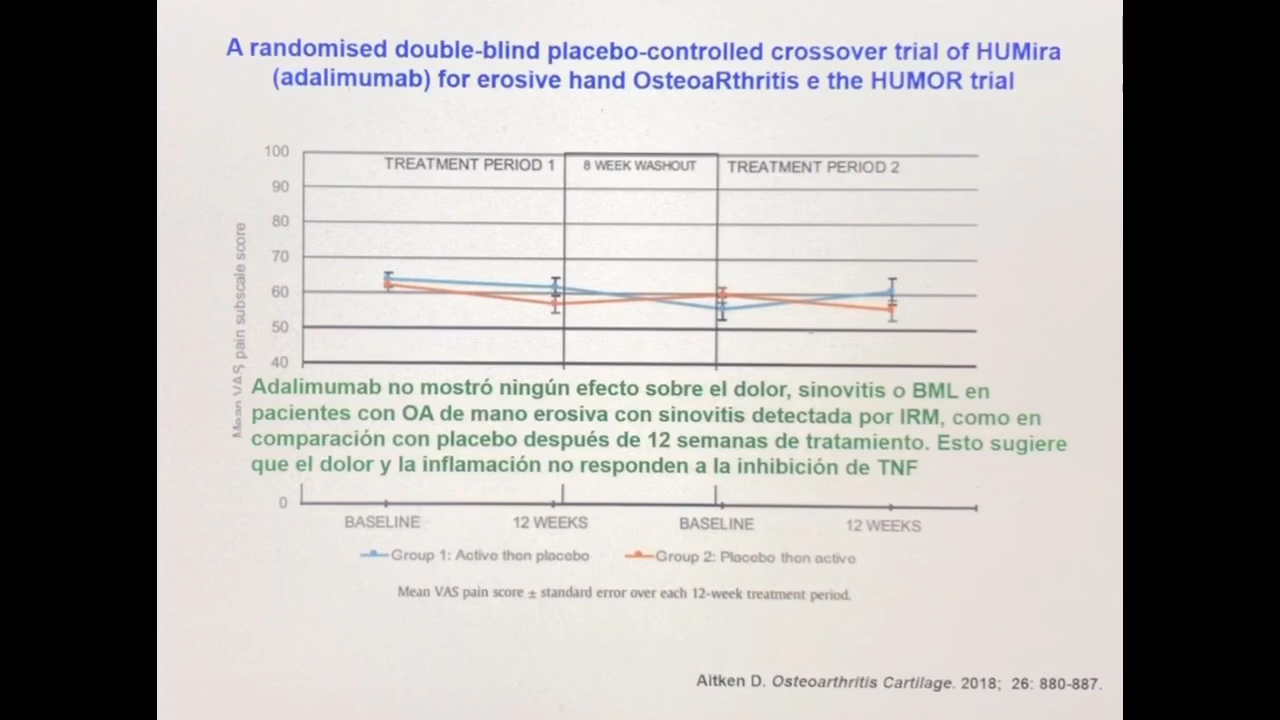 A randomised double-blind placebo-controlled crossover trial of HUMira
(adalimumab) for erosive hand OsteoaRthritis e the HUMOR trial
100
90
80
70
60
50
40
0
Mean VAS pain subscale score
TREATMENT PERIOD 1
8 WEEK WASHOUT
TREATMENT PERIOD 2
Adalimumab no mostró ningún efecto sobre el dolor, sinovitis o BML en
pacientes con OA de mano erosiva con sinovitis detectada por IRM, como en
comparación con placebo después de 12 semanas de tratamiento. Esto sugiere
que el dolor y la inflamación no responden a la inhibición de TNF
BASELINE
12 WEEKS
BASELINE
12 WEEKS
Group 1: Active then placebo
Group 2: Placebo then active
Mean VAS pain score ± standard error over each 12-week treatment period.
Aitken D. Osteoarthritis Cartilage. 2018; 26: 880-887.